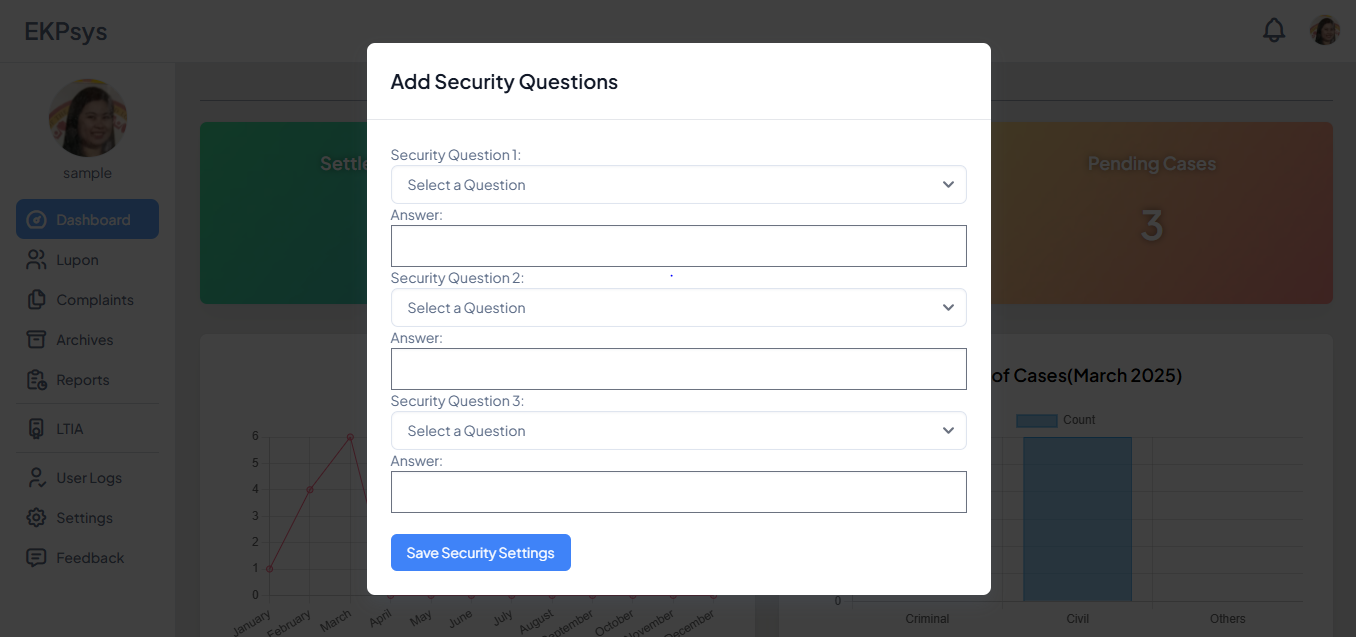 EKPsys
sample
Dashboard
Lupon
Complaints
Archives
Reports
LTIA
User Logs
Settings
Feedback
Settle
Pending Cases
3
Add Security Questions
Security Question 1:
Select a Question
Answer:
Security Question 2:
Select a Question
Answer:
Security Question 3:
Select a Question
Answer:
Save Security Settings
6
5
4
3
2
1
0
January
February
March
April
May
June
July
August
September
October
November
December
of Cases(March 2025)
Count
0
Criminal
Civil
Others